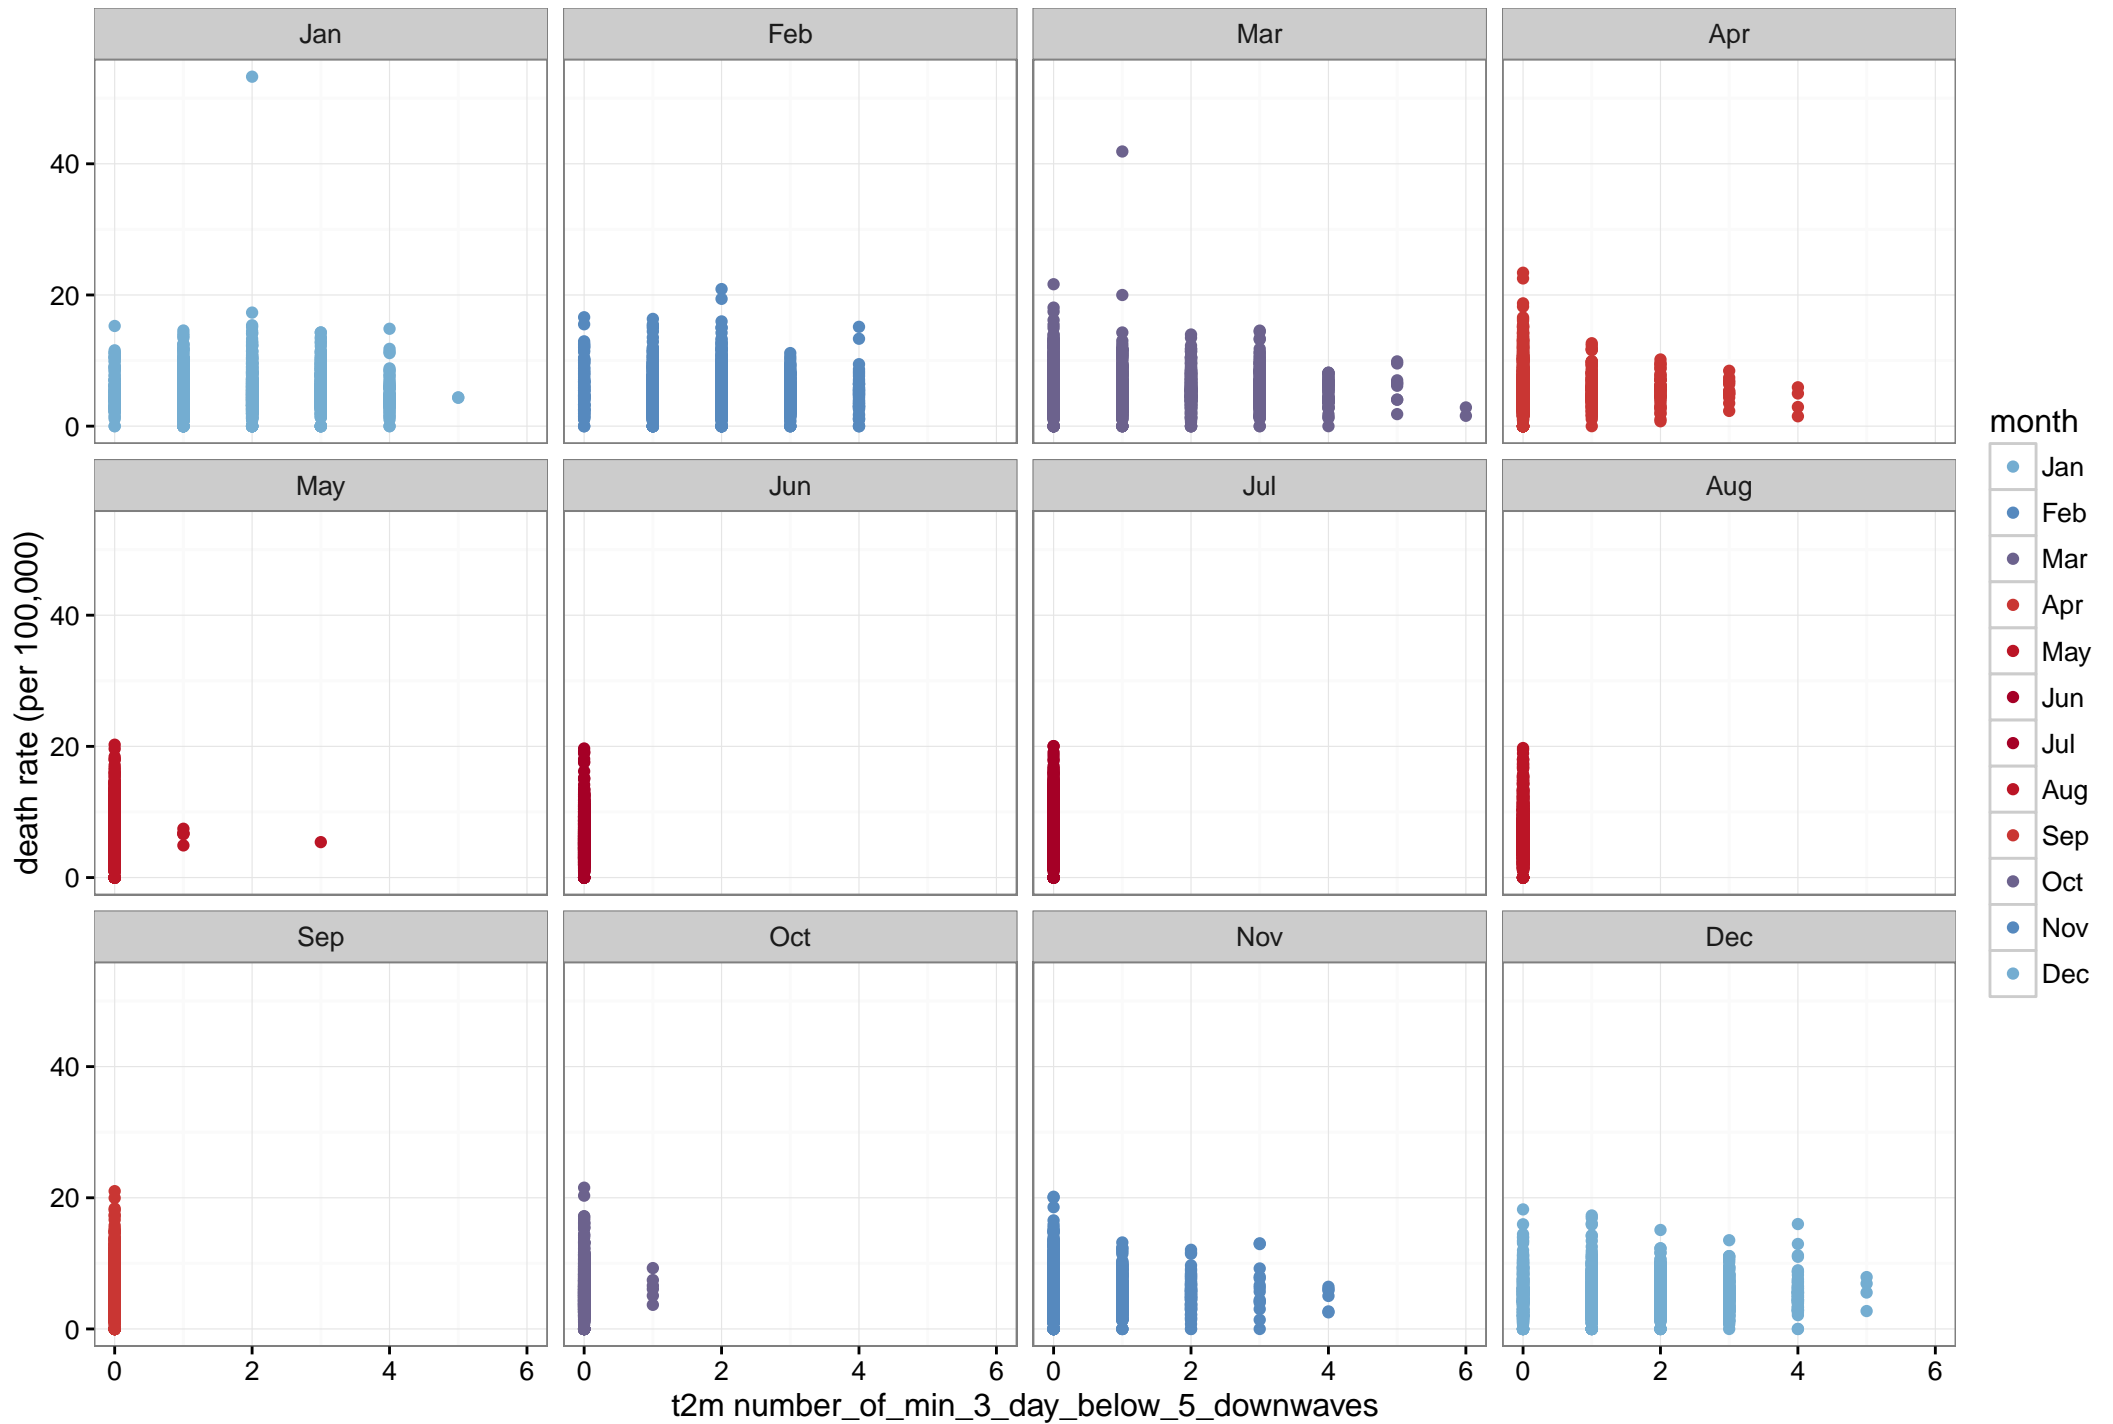 Jan Feb Mar Apr
40
20
0
May Jun Jul Aug
40
20
0
Sep Oct Nov Dec
40
20
0
0 2 4 6 0 2 4 6 0 2 4 6 0 2 4 6
t2m number_of_min_3_day_below_5_downwaves
death rate (per 100,000)
month
Jan
Feb
Mar
Apr
May
Jun
Jul
Aug
Sep
Oct
Nov
Dec